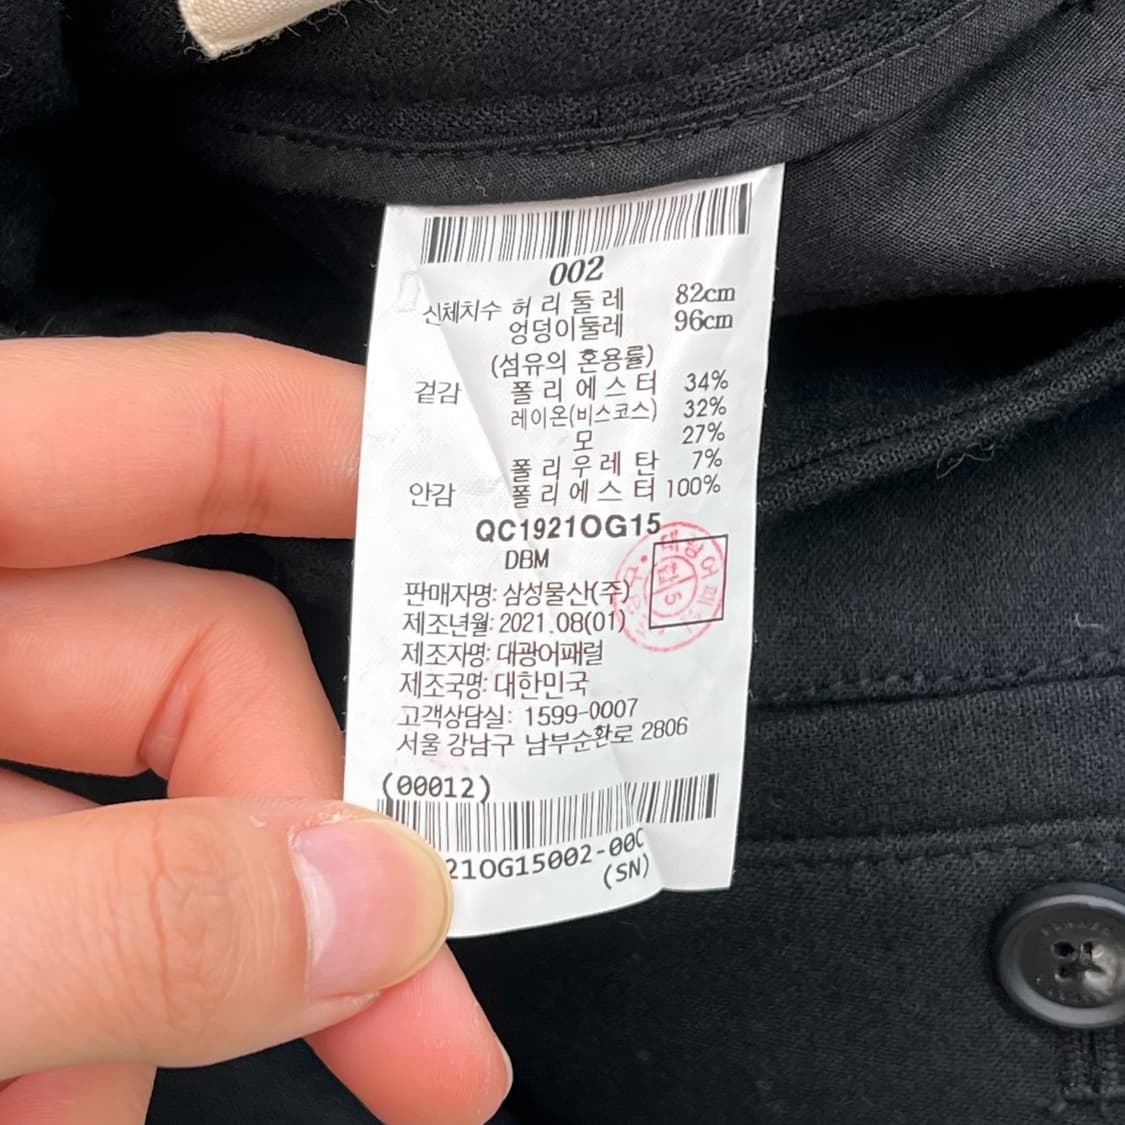 002
신체치수 허리둘레 82cm
엉덩이둘레 96cm
(섬유의 혼용률)
겉감 폴리에스터 34%
레이온(비스코스) 32%
모 27%
폴리우레탄 7%
안감 폴리에스터 100%
QC1921OG15
DBM
판매자명: 삼성물산(주)
제조년월: 2021.08(01)
제조자명: 대광어패럴
제조국명: 대한민국
고객상담실: 1599-0007
서울 강남구 남부순환로 2806
(00012)
21OG15002-00C
(SN)